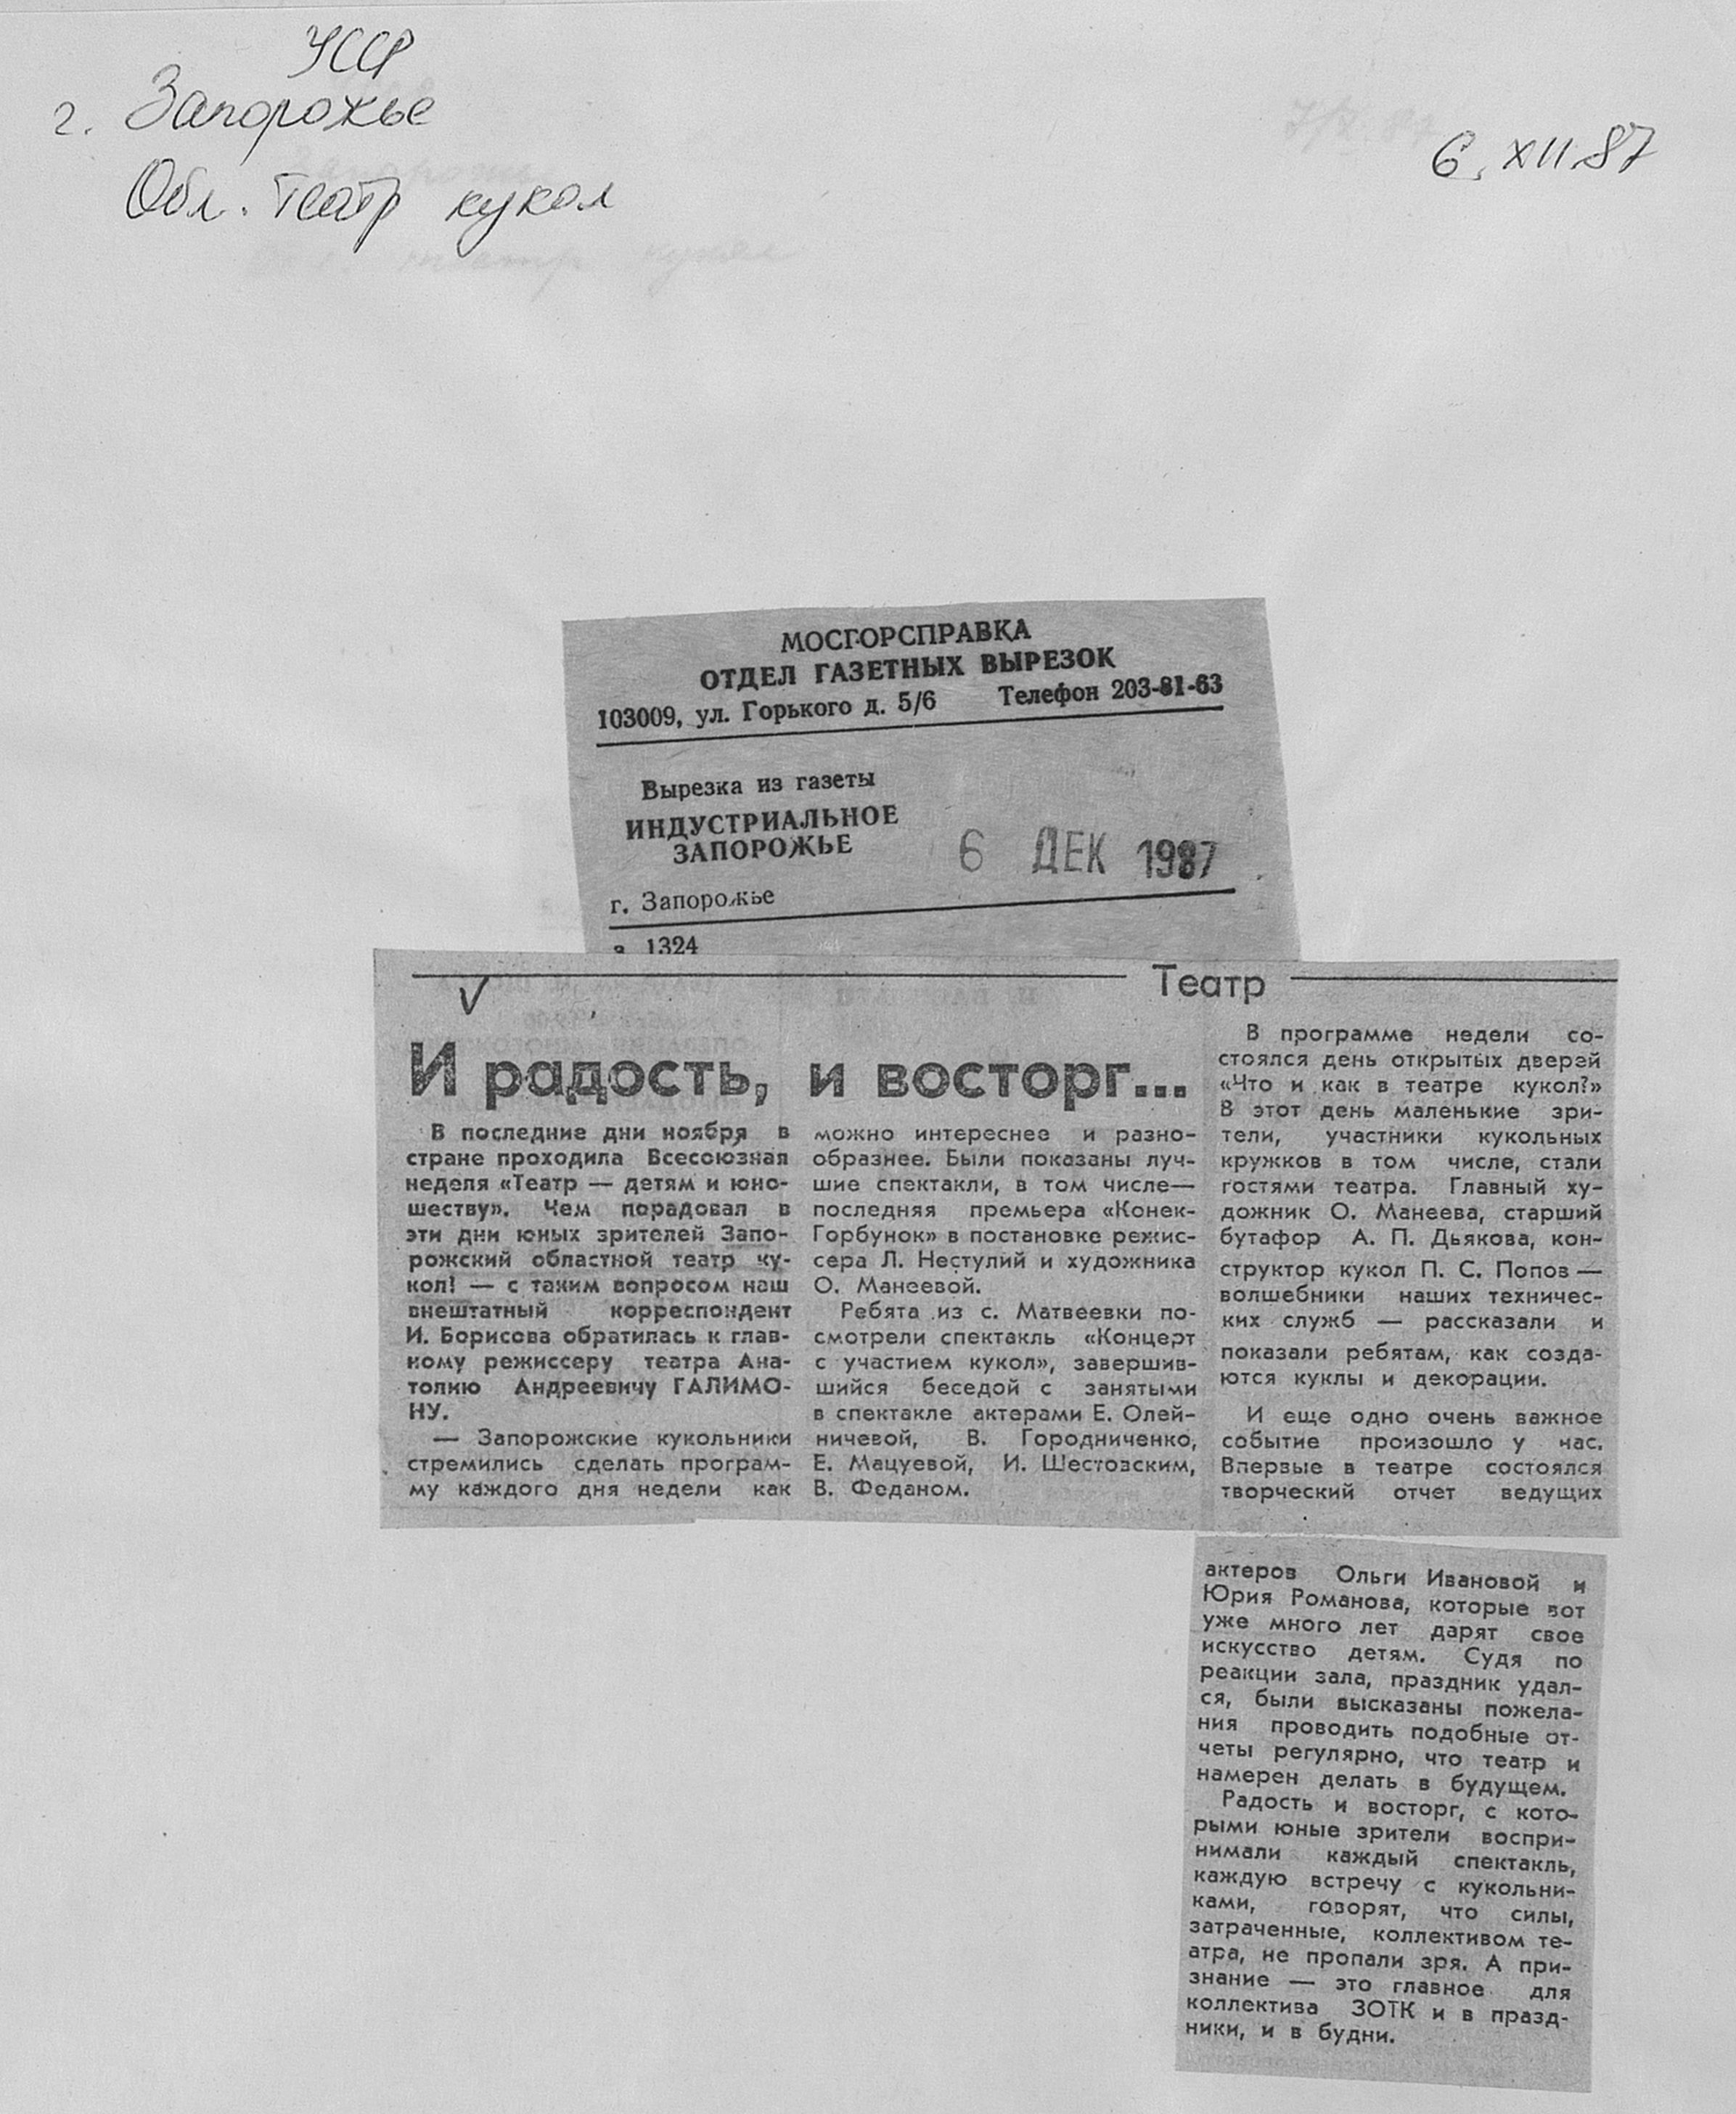 УССР
г. Запорожье
Обл. театр кукол
6. XII.87
МОСГОРСПРАВКА
ОТДЕЛ ГАЗЕТНЫХ ВЫРЕЗОК
103009, ул. Горького д. 5/6 Телефон 203-81-63
Вырезка из газеты
ИНДУСТРИАЛЬНОЕ
ЗАПОРОЖЬЕ
6 ДЕК 1987
г. Запорожье
1324
Театр
И радость, и восторг...
В последние дни ноября в
стране проходила Всесоюзная
неделя «Театр — детям и юно-
шеству». Чем порадовал в
эти дни юных зрителей Запо-
рожский областной театр ку-
кол? — с таким вопросом наш
внештатный корреспондент
И. Борисова обратилась к глав-
ному режиссеру театра Ана-
толию Андреевичу ГАЛИМО-
НУ.
— Запорожские кукольники
стремились сделать програм-
му каждого дня недели как
можно интереснее и разно-
образнее. Были показаны луч-
шие спектакли, в том числе—
последняя премьера «Конек-
Горбунок» в постановке режис-
сера Л. Нестулий и художника
О. Манеевой.
Ребята из с. Матвеевки по-
смотрели спектакль «Концерт
с участием кукол», завершив-
шийся беседой с занятыми
в спектакле актерами Е. Олей-
ничевой, В. Городниченко,
Е. Мацуевой, И. Шестовским,
В. Феданом.
В программе недели со-
стоялся день открытых дверей
«Что и как в театре кукол?»
В этот день маленькие зри-
тели, участники кукольных
кружков в том числе, стали
гостями театра. Главный ху-
дожник О. Манеева, старший
бутафор А. П. Дьякова, кон-
структор кукол П. С. Попов —
волшебники наших техничес-
ких служб — рассказали и
показали ребятам, как созда-
ются куклы и декорации.
И еще одно очень важное
событие произошло у нас.
Впервые в театре состоялся
творческий отчет ведущих
актеров Ольги Ивановой и
Юрия Романова, которые вот
уже много лет дарят свое
искусство детям. Судя по
реакции зала, праздник удал-
ся, были высказаны пожела-
ния проводить подобные от-
четы регулярно, что театр и
намерен делать в будущем.
Радость и восторг, с кото-
рыми юные зрители воспри-
нимали каждый спектакль,
каждую встречу с кукольни-
ками, говорят, что силы,
затраченные, коллективом те-
атра, не пропали зря. А при-
знание — это главное для
коллектива ЗОТК и в празд-
ники, и в будни.